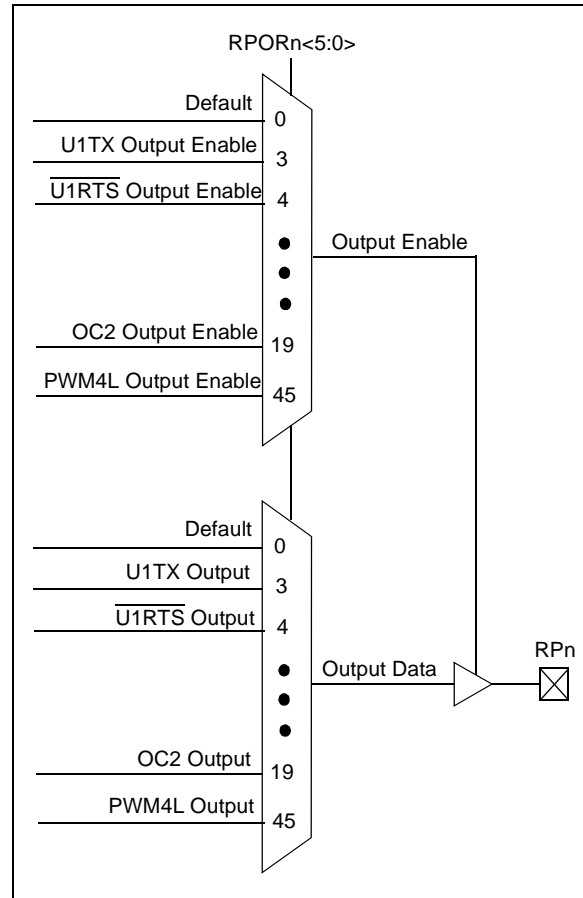 RPORn<5:0>
Default
0
U1TX Output Enable
3
U1RTS Output Enable
4
Output Enable
OC2 Output Enable
19
PWM4L Output Enable
45
Default
0
U1TX Output
3
U1RTS Output
4
Output Data
RPn
OC2 Output
19
PWM4L Output
45